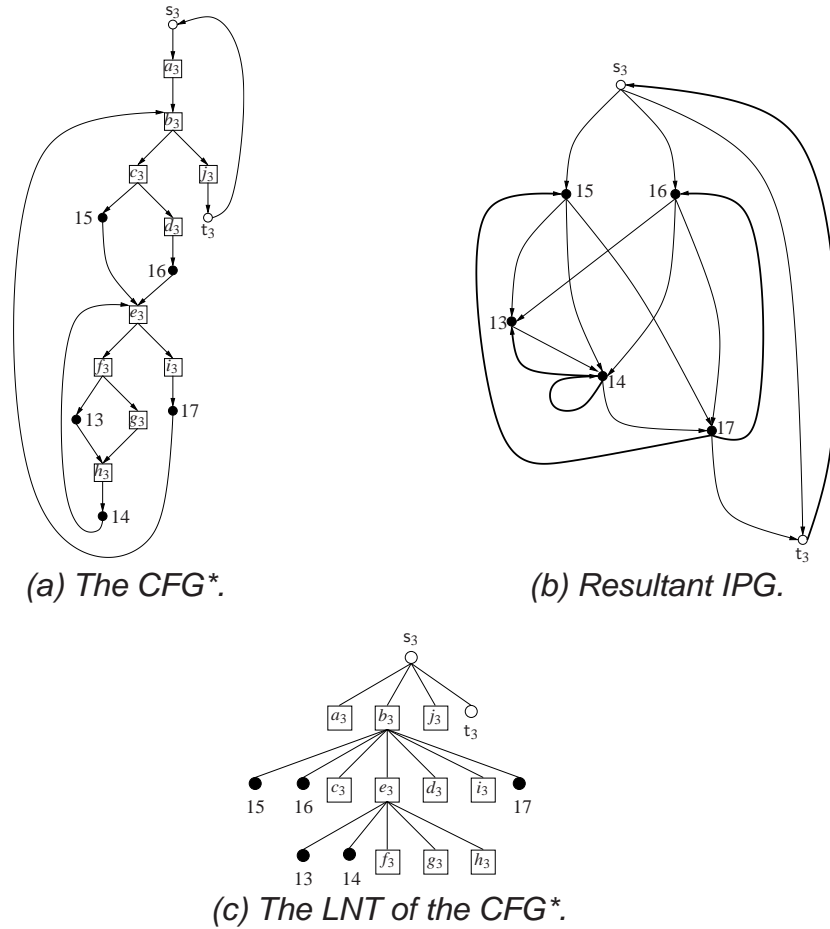 s₃
a₃
b₃
c₃
j₃
15
d₃
t₃
16
e₃
f₃
i₃
13
g₃
17
h₃
14
(a) The CFG*.
s₃
15
16
13
14
17
t₃
(b) Resultant IPG.
s₃
a₃
b₃
j₃
t₃
15
16
c₃
e₃
d₃
i₃
17
13
14
f₃
g₃
h₃
(c) The LNT of the CFG*.